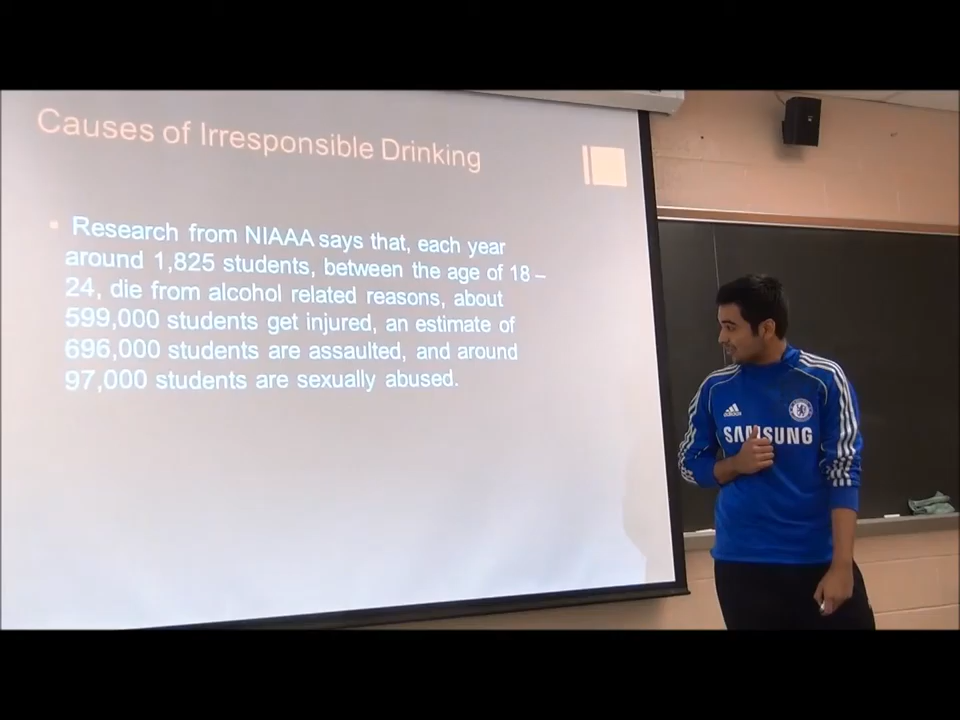 Causes of Irresponsible Drinking
Research from NIAAA says that, each year
around 1,825 students, between the age of 18 –
24, die from alcohol related reasons, about
599,000 students get injured, an estimate of
696,000 students are assaulted, and around
97,000 students are sexually abused.
adidas
SAMSUNG